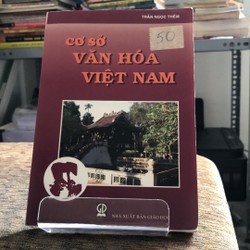 TRẦN NGỌC THÊM
50
CƠ SỞ
VĂN HÓA
VIỆT NAM
NHÀ XUẤT BẢN GIÁO DỤC